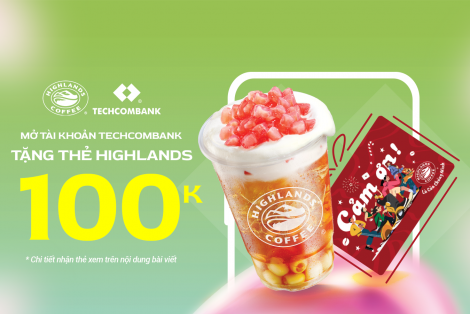 HIGHLANDS
COFFEE
TECHCOMBANK
MỞ TÀI KHOẢN TECHCOMBANK
TẶNG THẺ HIGHLANDS
100K
* Chi tiết nhận thẻ xem trên nội dung bài viết
HIGHLANDS
COFFEE
Cảm ơn!